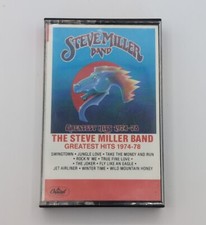 STEVE MILLER
BAND
GREATEST HITS 1974-78
THE STEVE MILLER BAND
GREATEST HITS 1974-78
SWINGTOWN • JUNGLE LOVE • TAKE THE MONEY AND RUN
• ROCK N' ME • TRUE FINE LOVE •
• THE JOKER • FLY LIKE AN EAGLE •
JET AIRLINER • WINTER TIME • WILD MOUNTAIN HONEY
Capitol